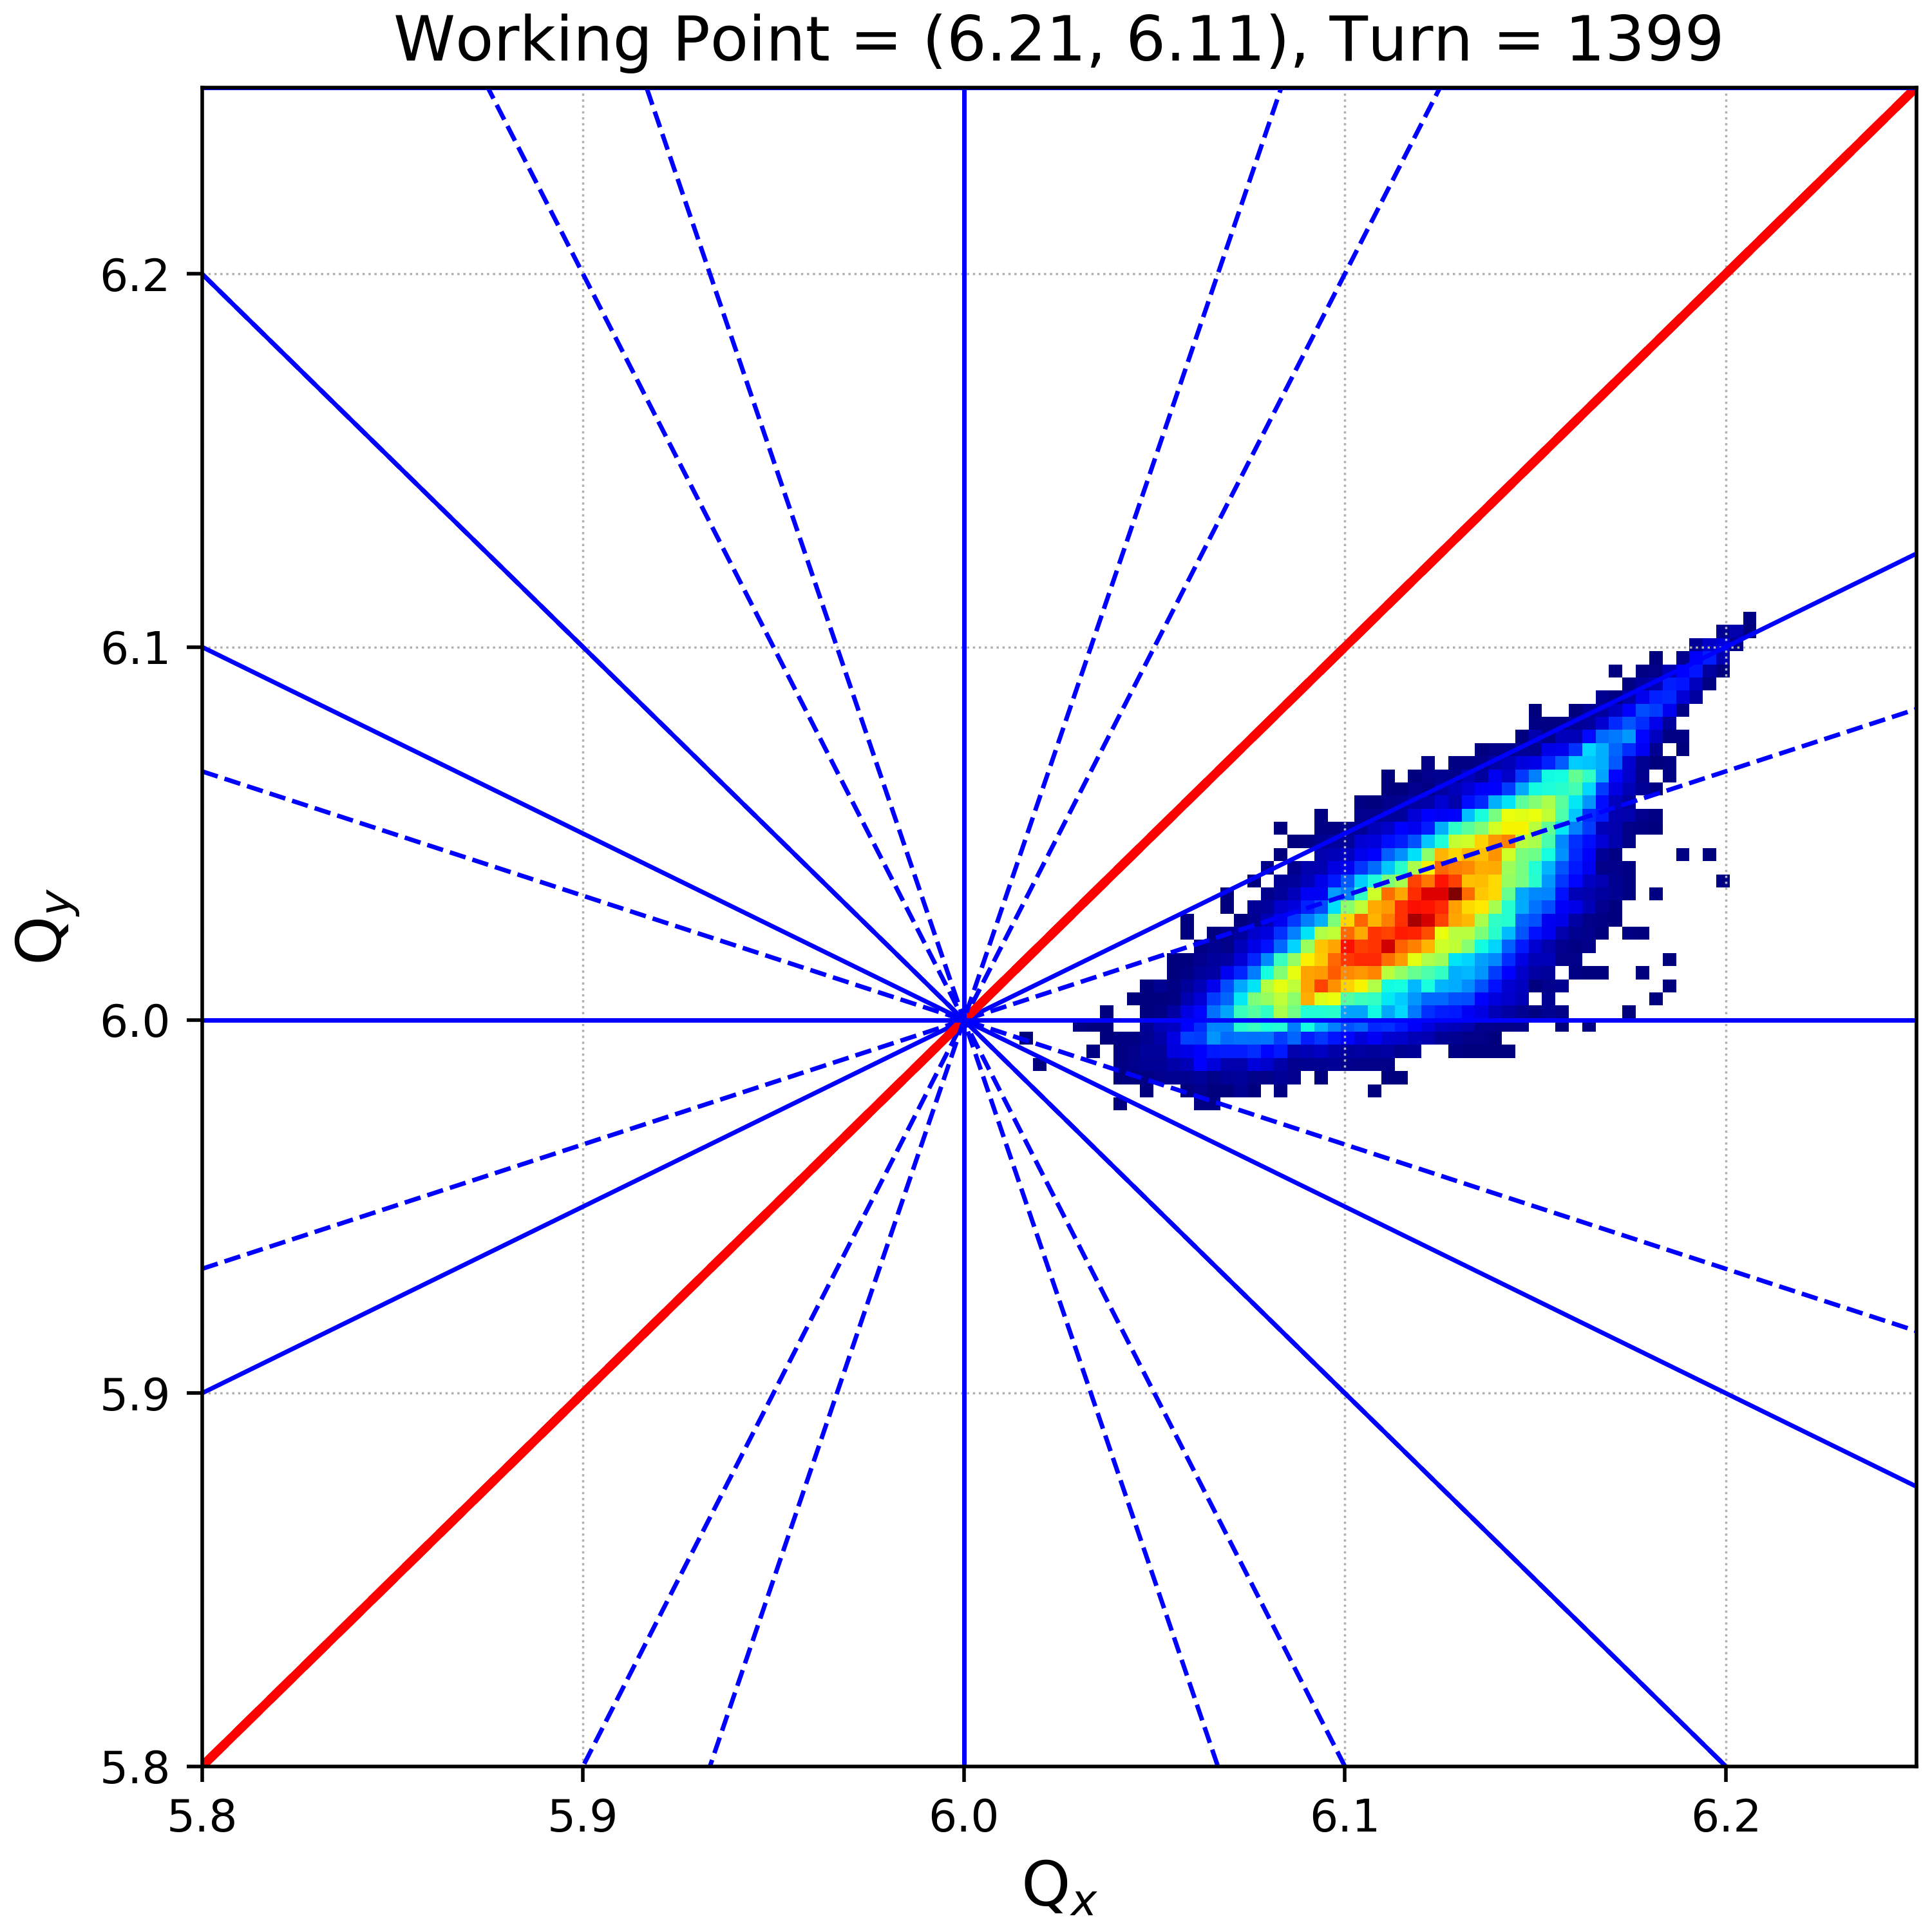 Working Point = (6.21, 6.11), Turn = 1399
6.2
6.1
6.0
5.9
5.8
Qy
5.8 5.9 6.0 6.1 6.2
Qx